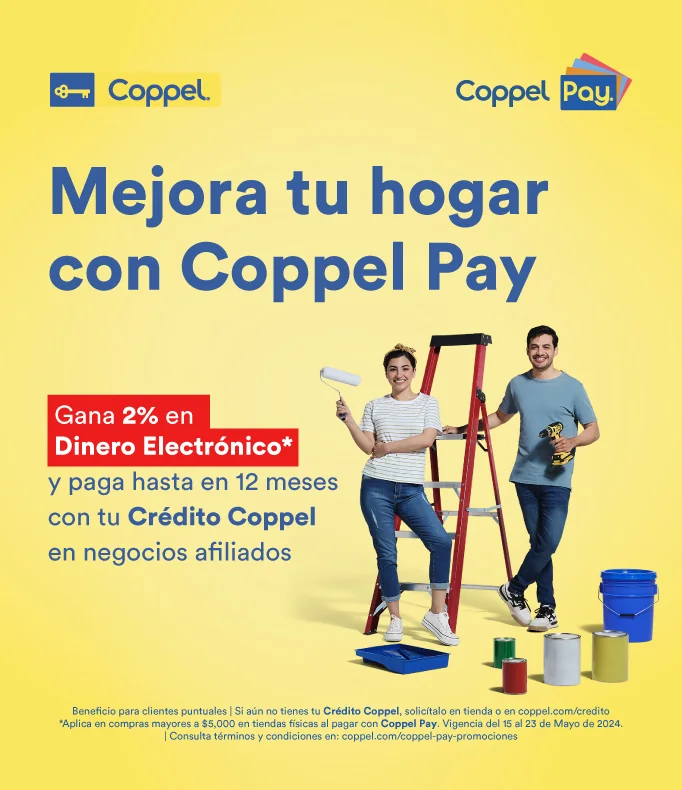 Coppel.
Coppel Pay.
Mejora tu hogar
con Coppel Pay
Gana 2% en
Dinero Electrónico*
y paga hasta en 12 meses
con tu Crédito Coppel
en negocios afiliados
Beneficio para clientes puntuales | Si aún no tienes tu Crédito Coppel, solicítalo en tienda o en coppel.com/credito
*Aplica en compras mayores a $5,000 en tiendas físicas al pagar con Coppel Pay. Vigencia del 15 al 23 de Mayo de 2024.
| Consulta términos y condiciones en: coppel.com/coppel-pay-promociones